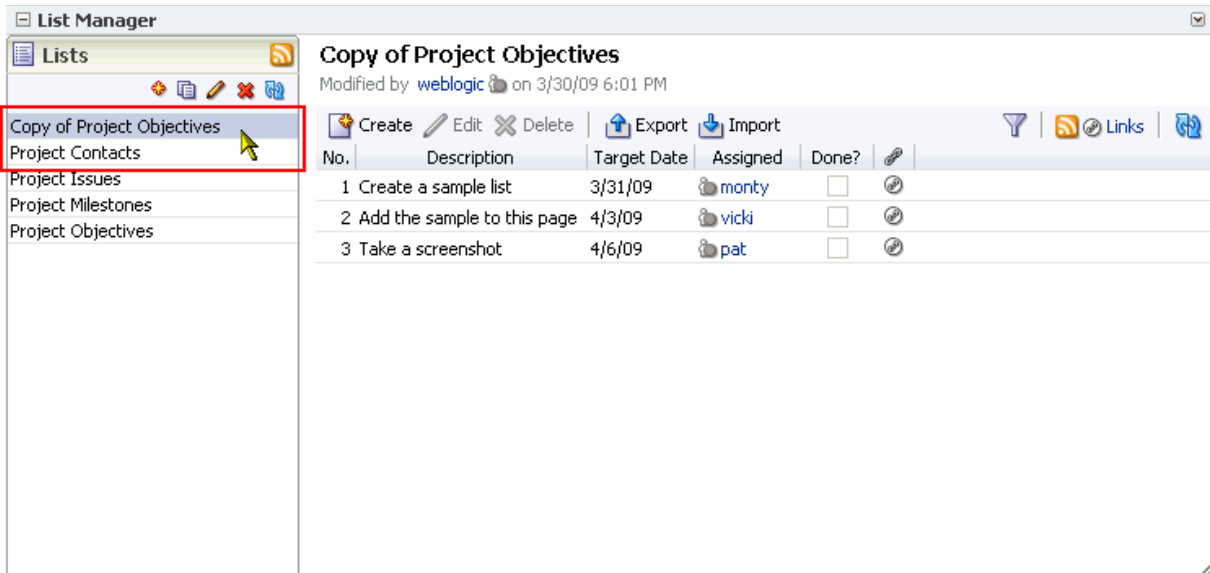 List Manager
Lists
Copy of Project Objectives
Project Contacts
Project Issues
Project Milestones
Project Objectives
Copy of Project Objectives
Modified by weblogic on 3/30/09 6:01 PM
Create Edit Delete Export Import Links
No. Description Target Date Assigned Done?
1 Create a sample list 3/31/09 monty
2 Add the sample to this page 4/3/09 vicki
3 Take a screenshot 4/6/09 pat